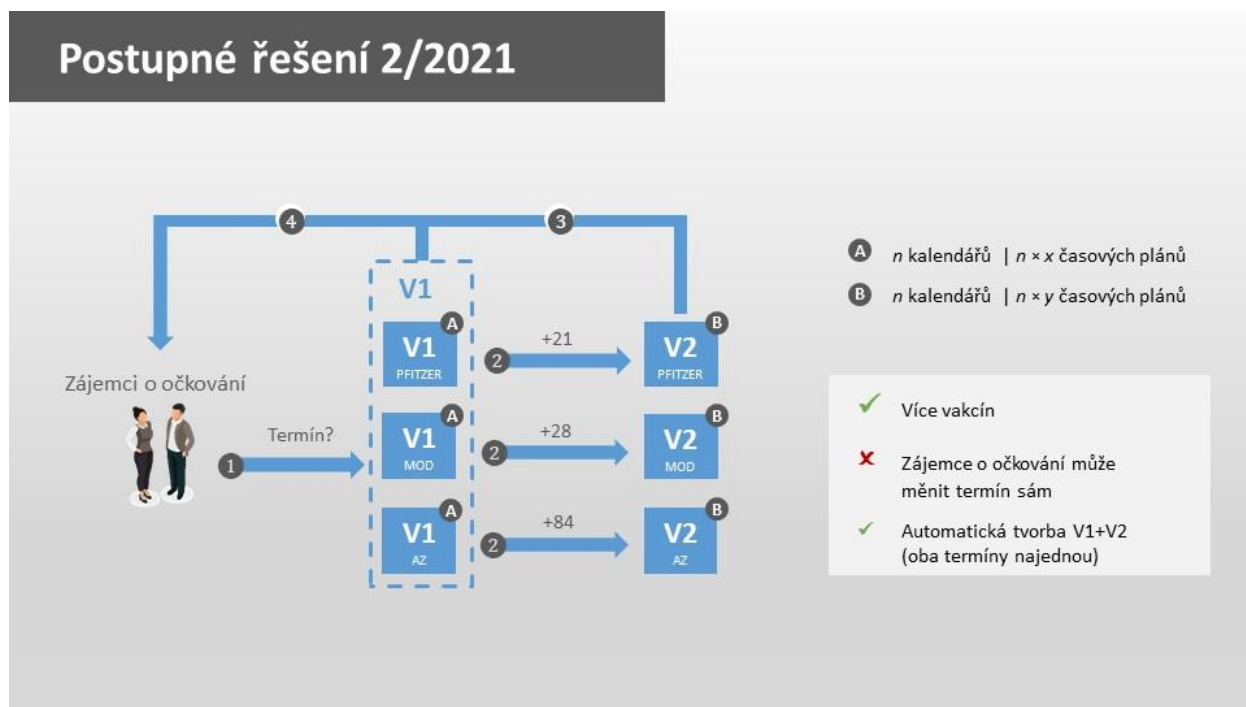 Postupné řešení 2/2021
4
3
V1
A
V1
PFITZER
2
+21
B
V2
PFITZER
Zájemci o očkování
1
Termín?
A
V1
MOD
2
+28
B
V2
MOD
A
V1
AZ
2
+84
B
V2
AZ
A n kalendářů | n × x časových plánů
B n kalendářů | n × y časových plánů
Více vakcín
Zájemce o očkování může
měnit termín sám
Automatická tvorba V1+V2
(oba termíny najednou)